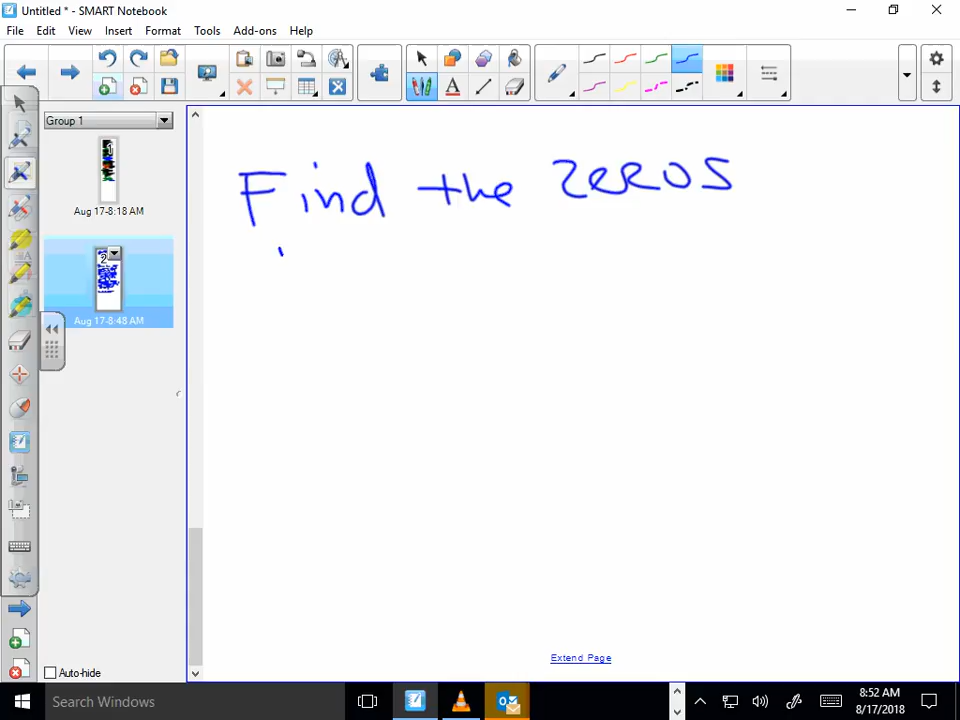 Untitled * - SMART Notebook
File Edit View Insert Format Tools Add-ons Help
Group 1
1
Aug 17-8:18 AM
2
Aug 17-8:48 AM
Find the zeros
Extend Page
Auto-hide
Search Windows
8:52 AM
8/17/2018